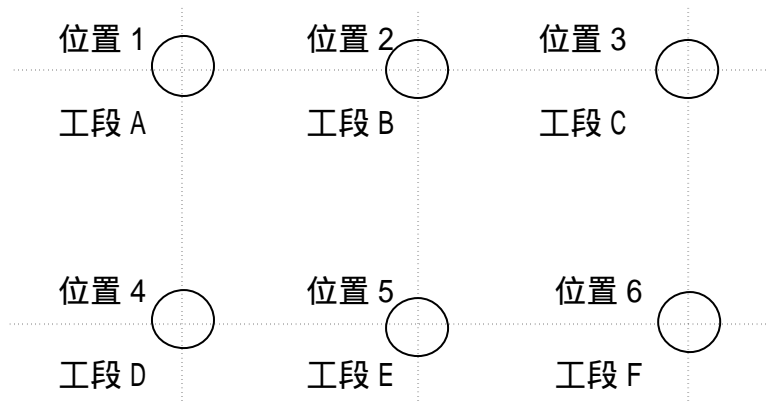 位置 1 位置 2 位置 3
工段 A 工段 B 工段 C
位置 4 位置 5 位置 6
工段 D 工段 E 工段 F